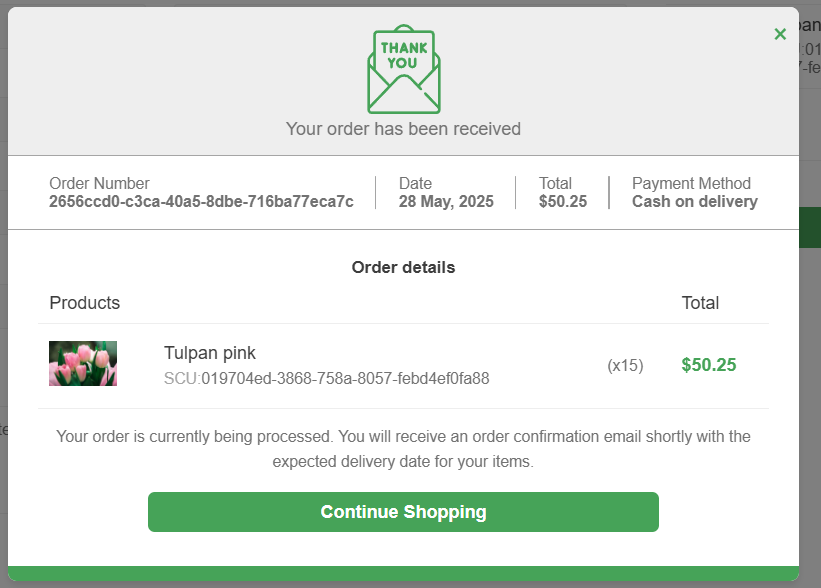 THANK
YOU
×
Your order has been received
Order Number
2656ccd0-c3ca-40a5-8dbe-716ba77eca7c
Date
28 May, 2025
Total
$50.25
Payment Method
Cash on delivery
Order details
Products Total
Tulpan pink
SCU:019704ed-3868-758a-8057-febd4ef0fa88
(x15) $50.25
Your order is currently being processed. You will receive an order confirmation email shortly with the
expected delivery date for your items.
Continue Shopping